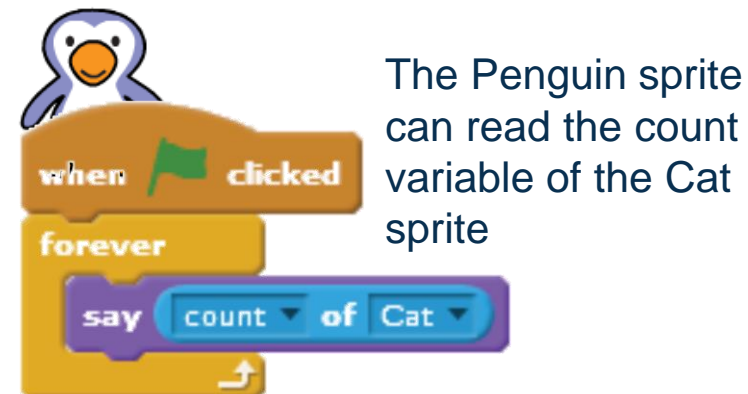 The Penguin sprite
can read the count
variable of the Cat
sprite
when clicked
forever
say count of Cat